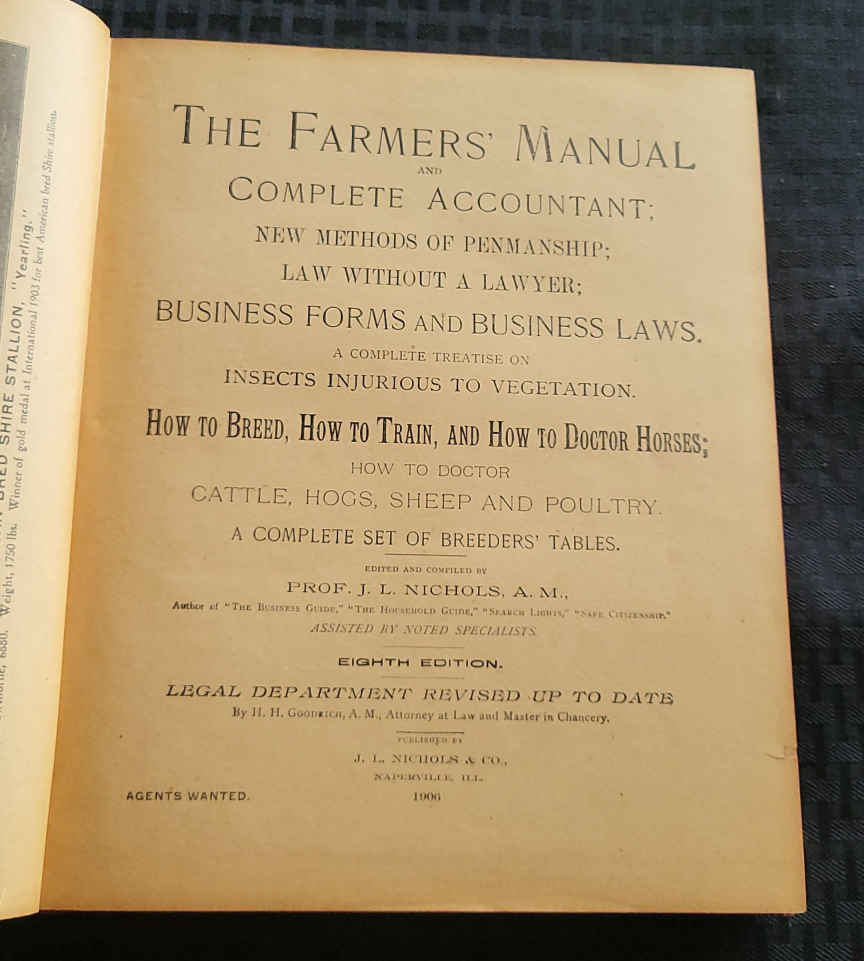 BRED SHIRE STALLION, "Yearling."
Weight, 1750 lbs. Winner of gold medal at International 1903 for best American bred Shire stallion.
THE FARMERS' MANUAL
AND
COMPLETE ACCOUNTANT;
NEW METHODS OF PENMANSHIP;
LAW WITHOUT A LAWYER;
BUSINESS FORMS AND BUSINESS LAWS.
A COMPLETE TREATISE ON
INSECTS INJURIOUS TO VEGETATION.
HOW TO BREED, HOW TO TRAIN, AND HOW TO DOCTOR HORSES;
HOW TO DOCTOR
CATTLE, HOGS, SHEEP AND POULTRY.
A COMPLETE SET OF BREEDERS' TABLES.
EDITED AND COMPILED BY
PROF. J. L. NICHOLS, A. M.,
Author of "THE BUSINESS GUIDE," "THE HOUSEHOLD GUIDE," "SEARCH LIGHTS," "SAFE CITIZENSHIP."
ASSISTED BY NOTED SPECIALISTS.
EIGHTH EDITION.
LEGAL DEPARTMENT REVISED UP TO DATE
By H. H. GOODRICH, A. M., Attorney at Law and Master in Chancery.
PUBLISHED BY
J. L. NICHOLS & CO.,
NAPERVILLE, ILL.
AGENTS WANTED. 1906